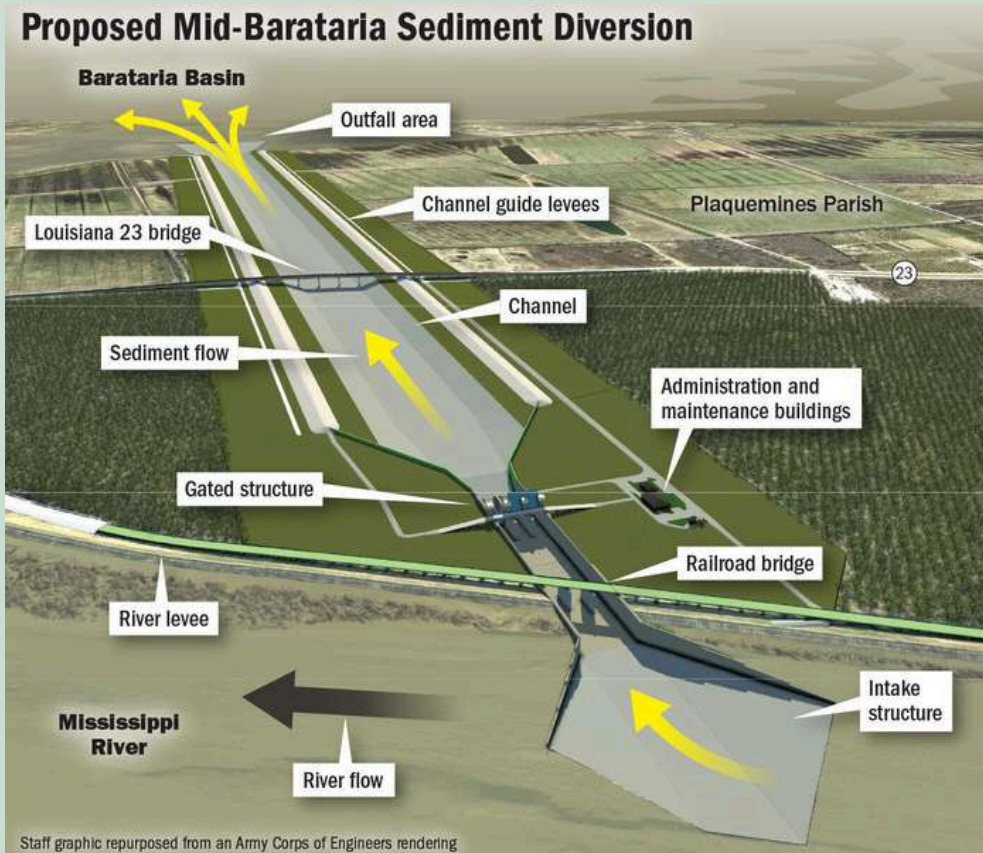 Proposed Mid-Barataria Sediment Diversion
Barataria Basin
Outfall area
Channel guide levees
Plaquemines Parish
Louisiana 23 bridge
23
Channel
Sediment flow
Administration and
maintenance buildings
Gated structure
Railroad bridge
River levee
Intake
structure
Mississippi
River
River flow
Staff graphic repurposed from an Army Corps of Engineers rendering